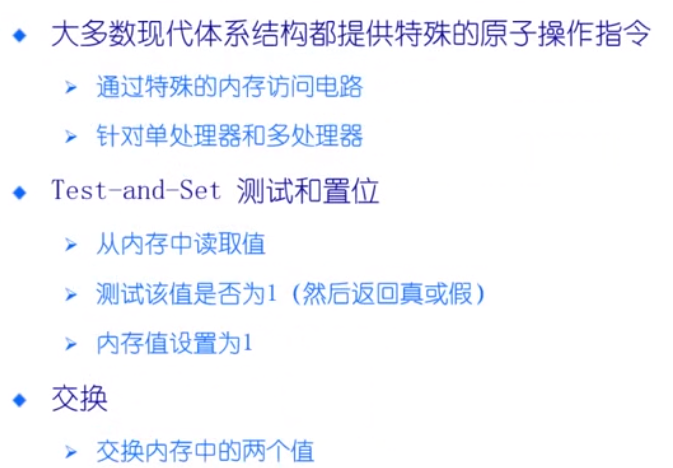 大多数现代体系结构都提供特殊的原子操作指令
通过特殊的内存访问电路
针对单处理器和多处理器
Test-and-Set 测试和置位
从内存中读取值
测试该值是否为1（然后返回真或假）
内存值设置为1
交换
交换内存中的两个值